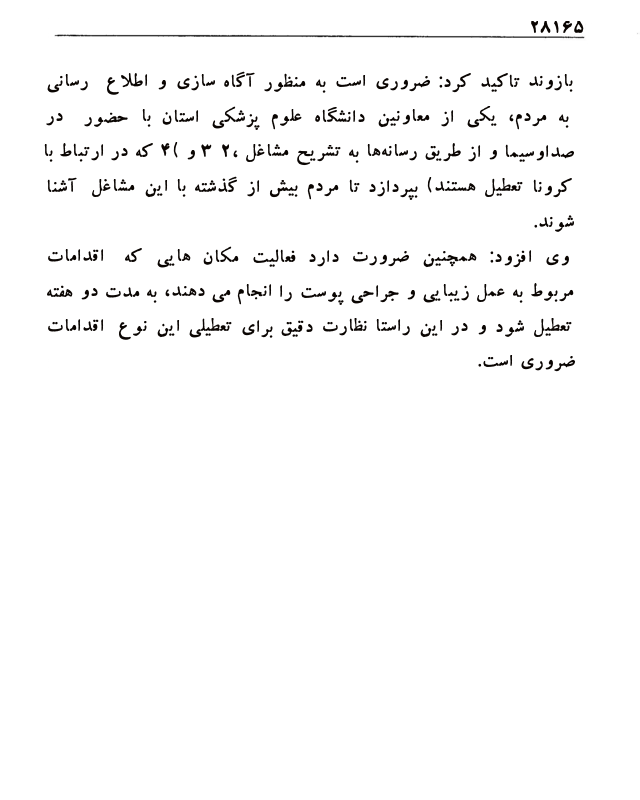 ۲۸۱۶۵
بازوند تاکید کرد: ضروری است به منظور آگاه سازی و اطلاع رسانی
به مردم، یکی از معاونین دانشگاه علوم پزشکی استان با حضور در
صداوسیما و از طریق رسانه‌ها به تشریح مشاغل ،۲ ۳ و )۴ که در ارتباط با
کرونا تعطیل هستند) بپردازد تا مردم بیش از گذشته با این مشاغل آشنا
شوند.
وی افزود: همچنین ضرورت دارد فعالیت مکان هایی که اقدامات
مربوط به عمل زیبایی و جراحی پوست را انجام می دهند، به مدت دو هفته
تعطیل شود و در این راستا نظارت دقیق برای تعطیلی این نوع اقدامات
ضروری است.